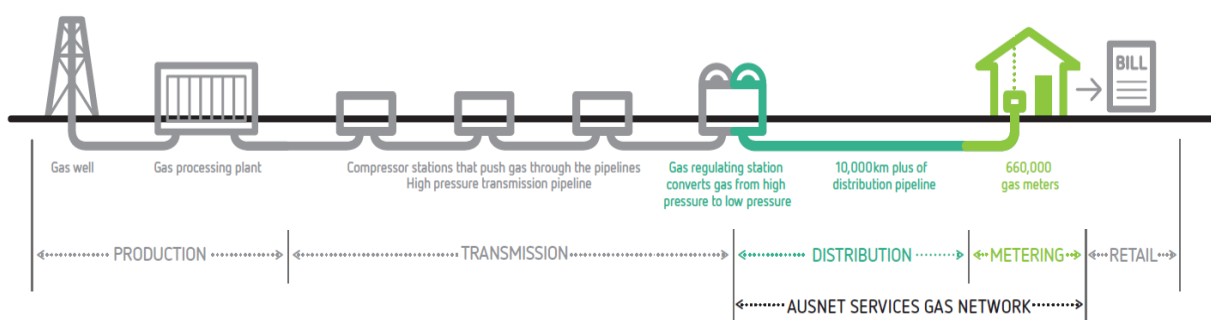 BILL
Gas well
Gas processing plant
Compressor stations that push gas through the pipelines
High pressure transmission pipeline
Gas regulating station
converts gas from high
pressure to low pressure
10,000km plus of
distribution pipeline
660,000
gas meters
PRODUCTION
TRANSMISSION
DISTRIBUTION
METERING
RETAIL
AUSNET SERVICES GAS NETWORK